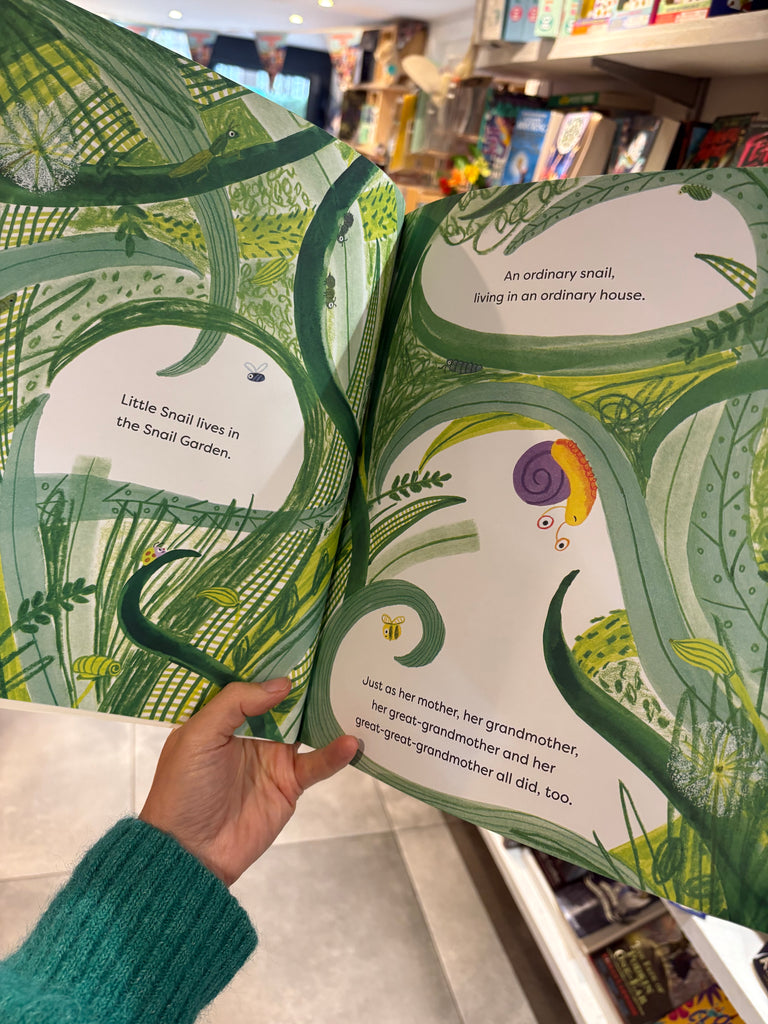 Little Snail lives in
the Snail Garden.
An ordinary snail,
living in an ordinary house.
Just as her mother, her grandmother,
her great-grandmother and her
great-great-grandmother all did, too.